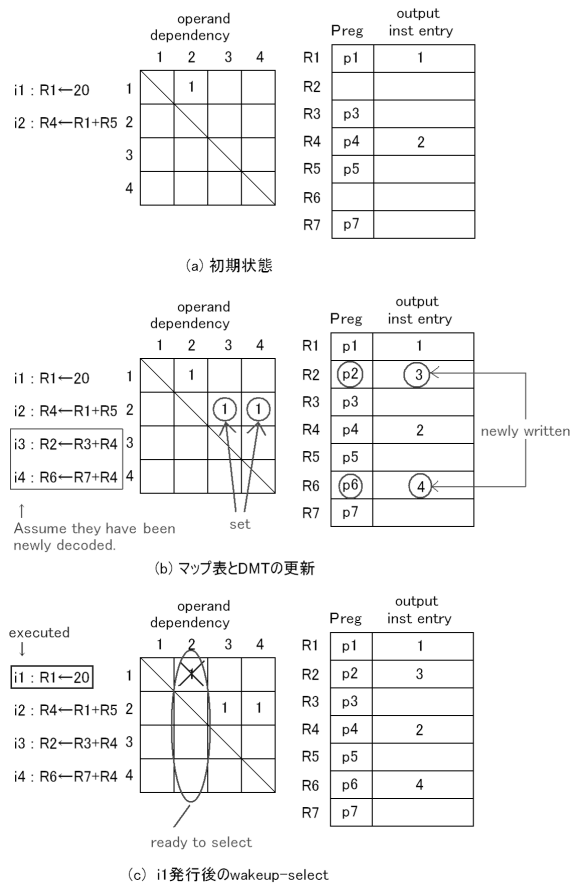 operand
dependency
output
inst entry
Preg
1 2 3 4
i1 : R1←20 1 1
i2 : R4←R1+R5 2
3
4
R1 p1 1
R2
R3 p3
R4 p4 2
R5 p5
R6
R7 p7
(a) 初期状態
operand
dependency
output
inst entry
Preg
1 2 3 4
i1 : R1←20 1 1
i2 : R4←R1+R5 2 1 1
i3 : R2←R3+R4 3
i4 : R6←R7+R4 4
↑
Assume they have been
newly decoded.
set
R1 p1 1
R2 p2 3
R3 p3
R4 p4 2
R5 p5
R6 p6 4
R7 p7
newly written
(b) マップ表とDMTの更新
operand
dependency
output
inst entry
Preg
executed
↓
1 2 3 4
i1 : R1←20 1 1
i2 : R4←R1+R5 2 1 1
i3 : R2←R3+R4 3
i4 : R6←R7+R4 4
ready to select
R1 p1 1
R2 p2 3
R3 p3
R4 p4 2
R5 p5
R6 p6 4
R7 p7
(c) i1発行後のwakeup-select